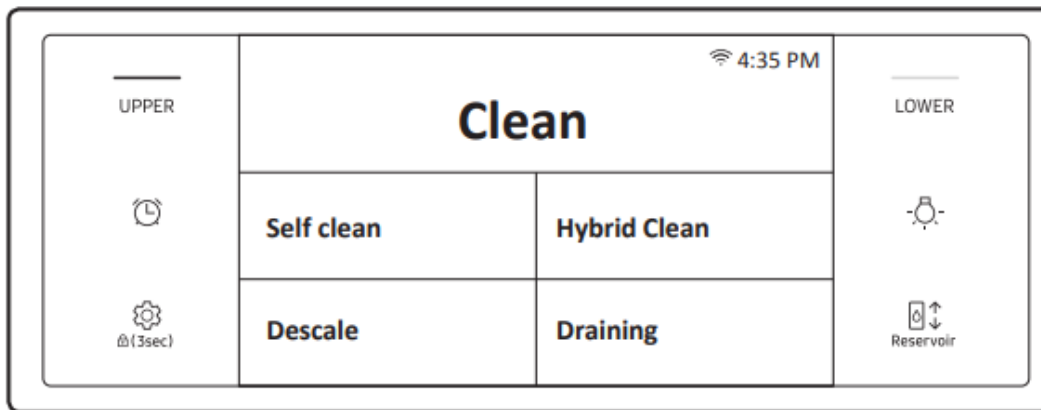 4:35 PM
UPPER
Clean
LOWER
Self clean
Hybrid Clean
(3sec)
Descale
Draining
Reservoir